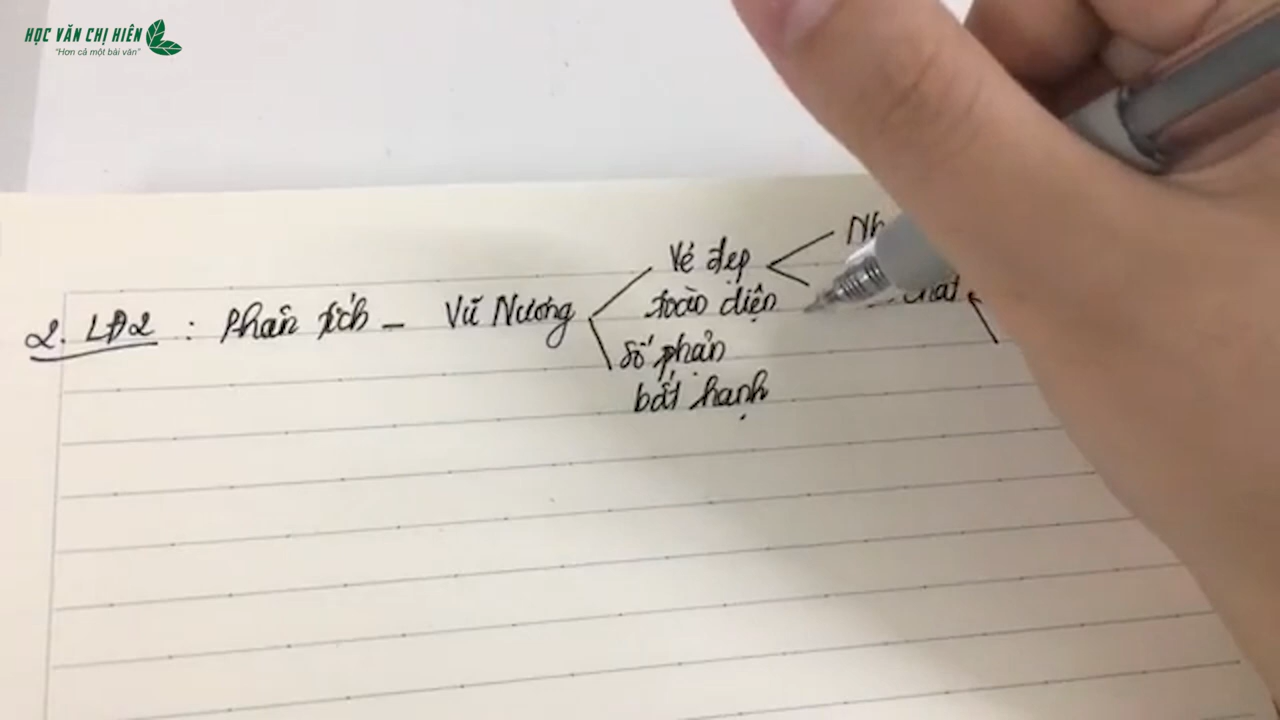 HỌC VĂN CHỊ HIÊN
"Hơn cả một bài văn"
2. LĐ2 : Phân tích - Vũ Nương
Vẻ đẹp
toàn diện
số phận
bất hạnh